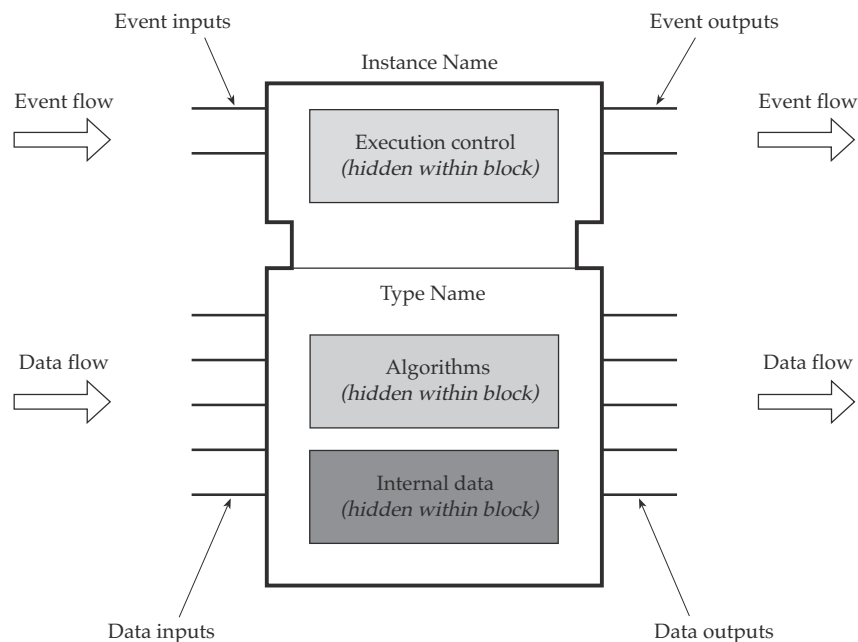 Event inputs
Event outputs
Instance Name
Event flow
Event flow
Execution control
(hidden within block)
Type Name
Data flow
Data flow
Algorithms
(hidden within block)
Internal data
(hidden within block)
Data inputs
Data outputs